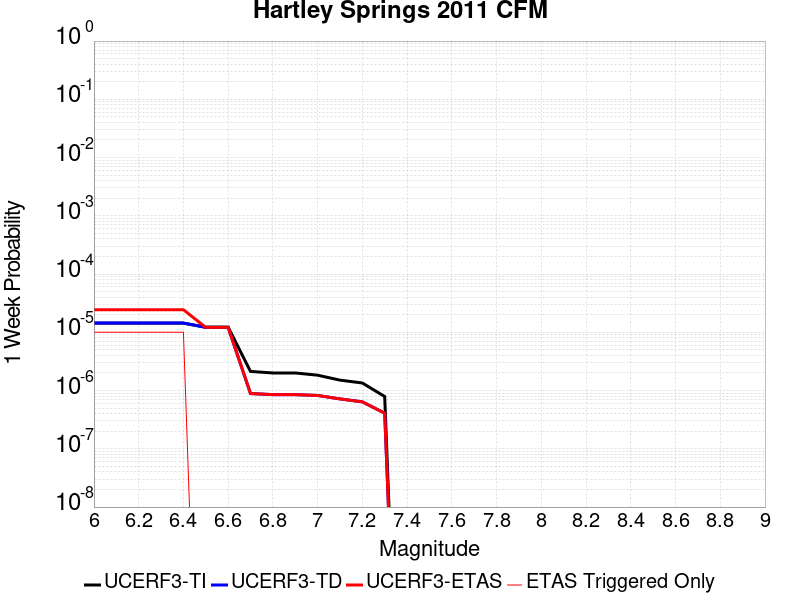 Hartley Springs 2011 CFM
10 0
10 -1
10 -2
10 -3
10 -4
10 -5
10 -6
10 -7
10 -8
1 Week Probability
6 6.2 6.4 6.6 6.8 7 7.2 7.4 7.6 7.8 8 8.2 8.4 8.6 8.8 9
Magnitude
UCERF3-TI UCERF3-TD UCERF3-ETAS ETAS Triggered Only